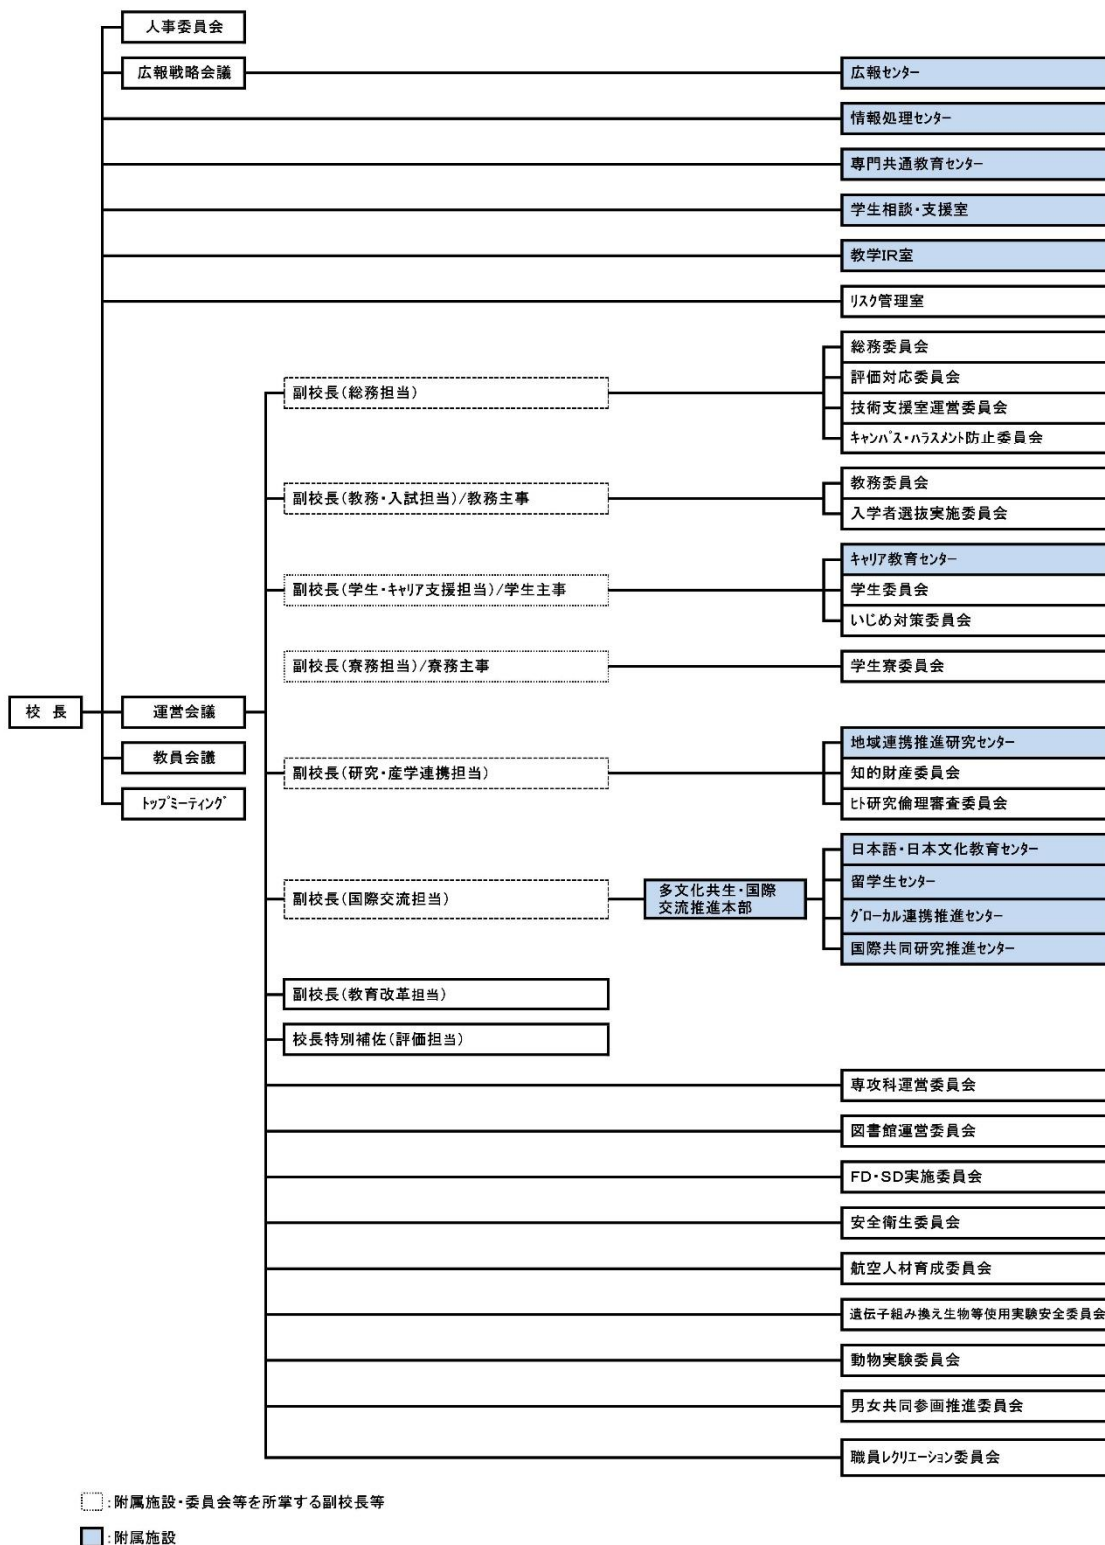 人事委員会
広報戦略会議
広報センター
情報処理センター
専門共通教育センター
学生相談・支援室
教学IR室
リスク管理室
副校長(総務担当)
総務委員会
評価対応委員会
技術支援室運営委員会
キャンパス・ハラスメント防止委員会
副校長(教務・入試担当)/教務主事
教務委員会
入学者選抜実施委員会
副校長(学生・キャリア支援担当)/学生主事
キャリア教育センター
学生委員会
いじめ対策委員会
副校長(寮務担当)/寮務主事
学生寮委員会
校 長
運営会議
教員会議
トップミーティング
副校長(研究・産学連携担当)
地域連携推進研究センター
知的財産委員会
ヒト研究倫理審査委員会
副校長(国際交流担当)
多文化共生・国際
交流推進本部
日本語・日本文化教育センター
留学生センター
グローカル連携推進センター
国際共同研究推進センター
副校長(教育改革担当)
校長特別補佐(評価担当)
専攻科運営委員会
図書館運営委員会
FD・SD実施委員会
安全衛生委員会
航空人材育成委員会
遺伝子組み換え生物等使用実験安全委員会
動物実験委員会
男女共同参画推進委員会
職員レクリエーション委員会
:附属施設・委員会等を所掌する副校長等
:附属施設